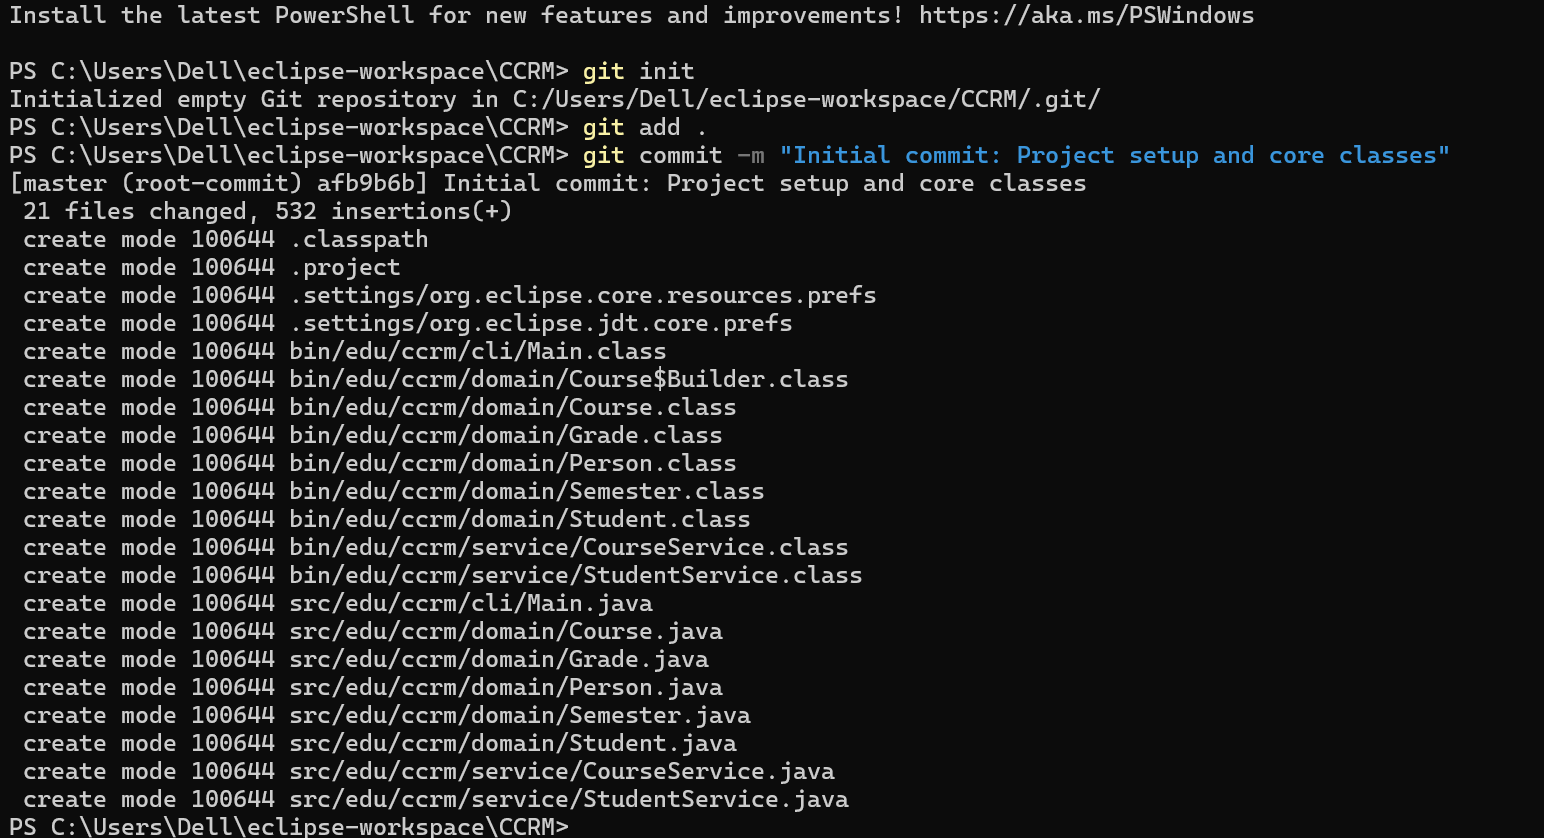 Install the latest PowerShell for new features and improvements! https://aka.ms/PSWindows
PS C:\Users\Dell\eclipse-workspace\CCRM> git init
Initialized empty Git repository in C:/Users/Dell/eclipse-workspace/CCRM/.git/
PS C:\Users\Dell\eclipse-workspace\CCRM> git add .
PS C:\Users\Dell\eclipse-workspace\CCRM> git commit -m "Initial commit: Project setup and core classes"
[master (root-commit) afb9b6b] Initial commit: Project setup and core classes
 21 files changed, 532 insertions(+)
 create mode 100644 .classpath
 create mode 100644 .project
 create mode 100644 .settings/org.eclipse.core.resources.prefs
 create mode 100644 .settings/org.eclipse.jdt.core.prefs
 create mode 100644 bin/edu/ccrm/cli/Main.class
 create mode 100644 bin/edu/ccrm/domain/Course$Builder.class
 create mode 100644 bin/edu/ccrm/domain/Course.class
 create mode 100644 bin/edu/ccrm/domain/Grade.class
 create mode 100644 bin/edu/ccrm/domain/Person.class
 create mode 100644 bin/edu/ccrm/domain/Semester.class
 create mode 100644 bin/edu/ccrm/domain/Student.class
 create mode 100644 bin/edu/ccrm/service/CourseService.class
 create mode 100644 bin/edu/ccrm/service/StudentService.class
 create mode 100644 src/edu/ccrm/cli/Main.java
 create mode 100644 src/edu/ccrm/domain/Course.java
 create mode 100644 src/edu/ccrm/domain/Grade.java
 create mode 100644 src/edu/ccrm/domain/Person.java
 create mode 100644 src/edu/ccrm/domain/Semester.java
 create mode 100644 src/edu/ccrm/domain/Student.java
 create mode 100644 src/edu/ccrm/service/CourseService.java
 create mode 100644 src/edu/ccrm/service/StudentService.java
PS C:\Users\Dell\eclipse-workspace\CCRM>